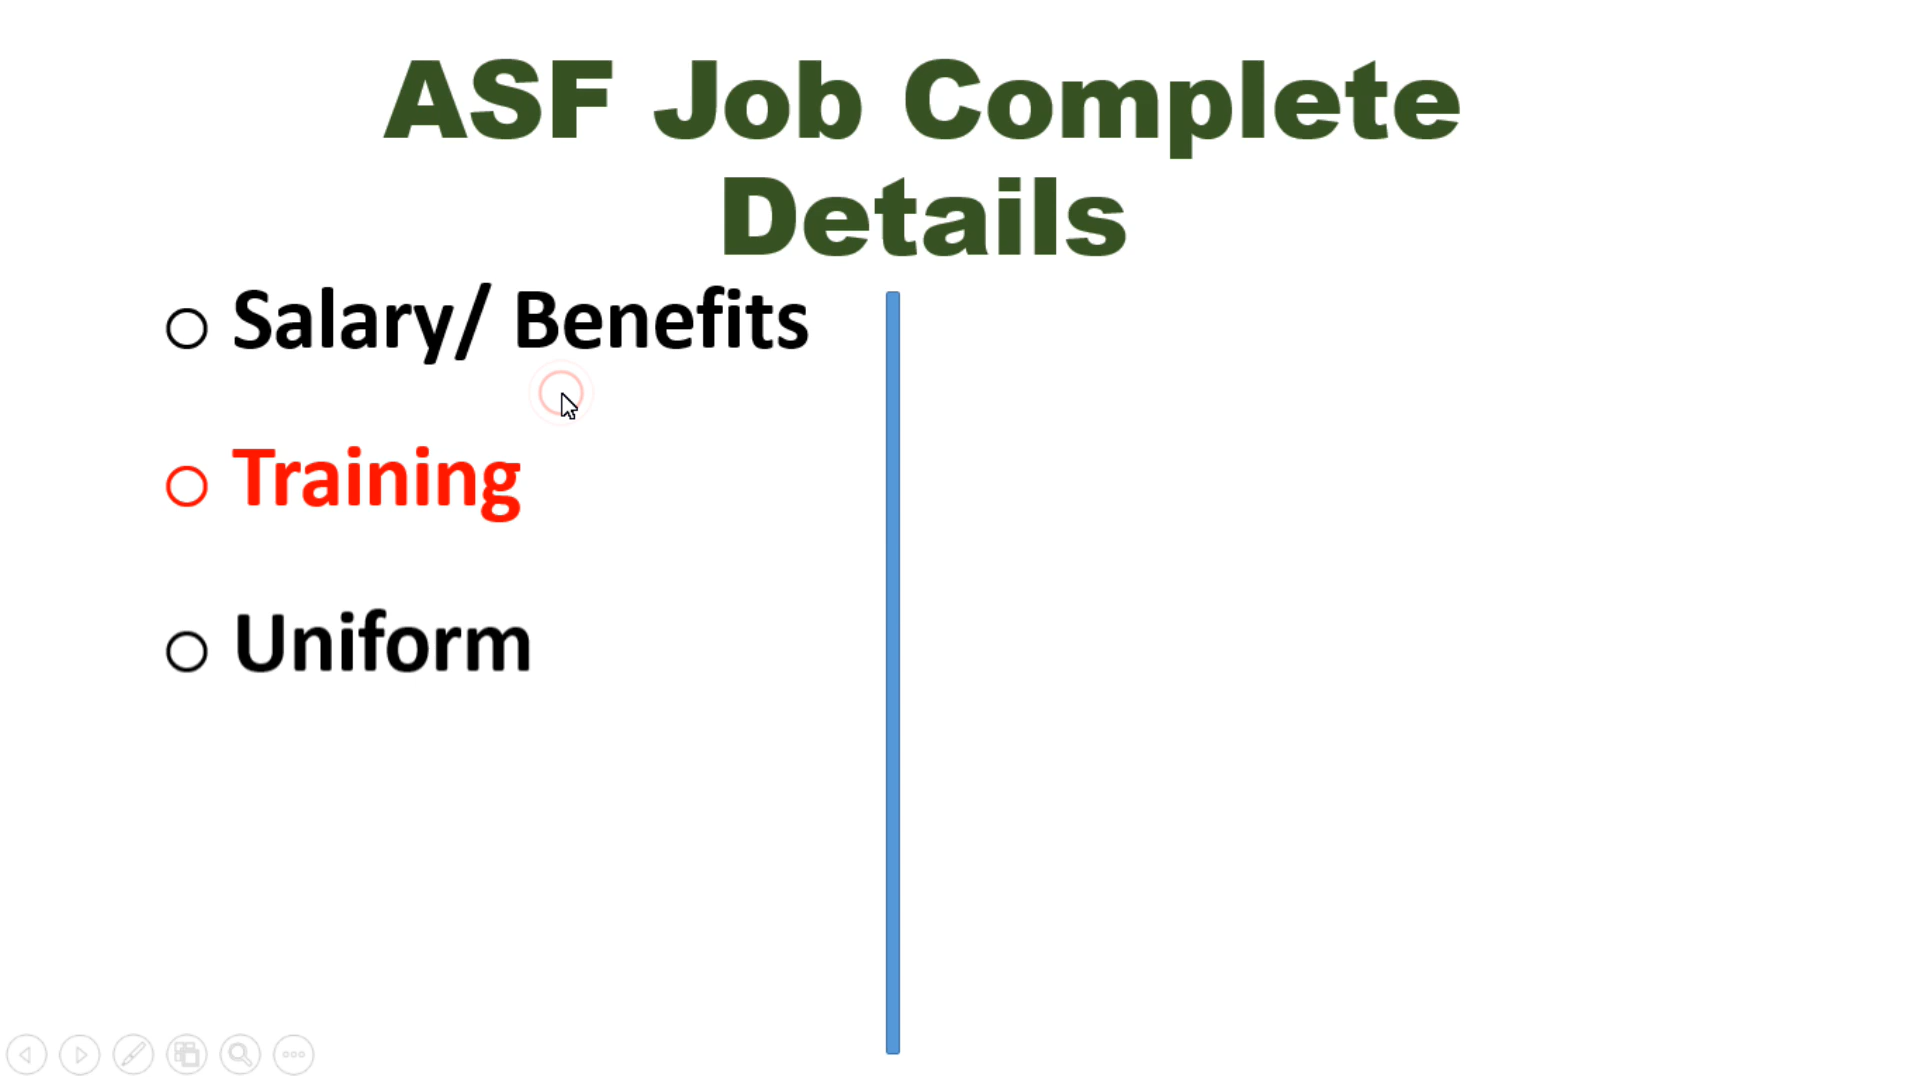 ASF Job Complete
Details
Salary/ Benefits
Training
Uniform